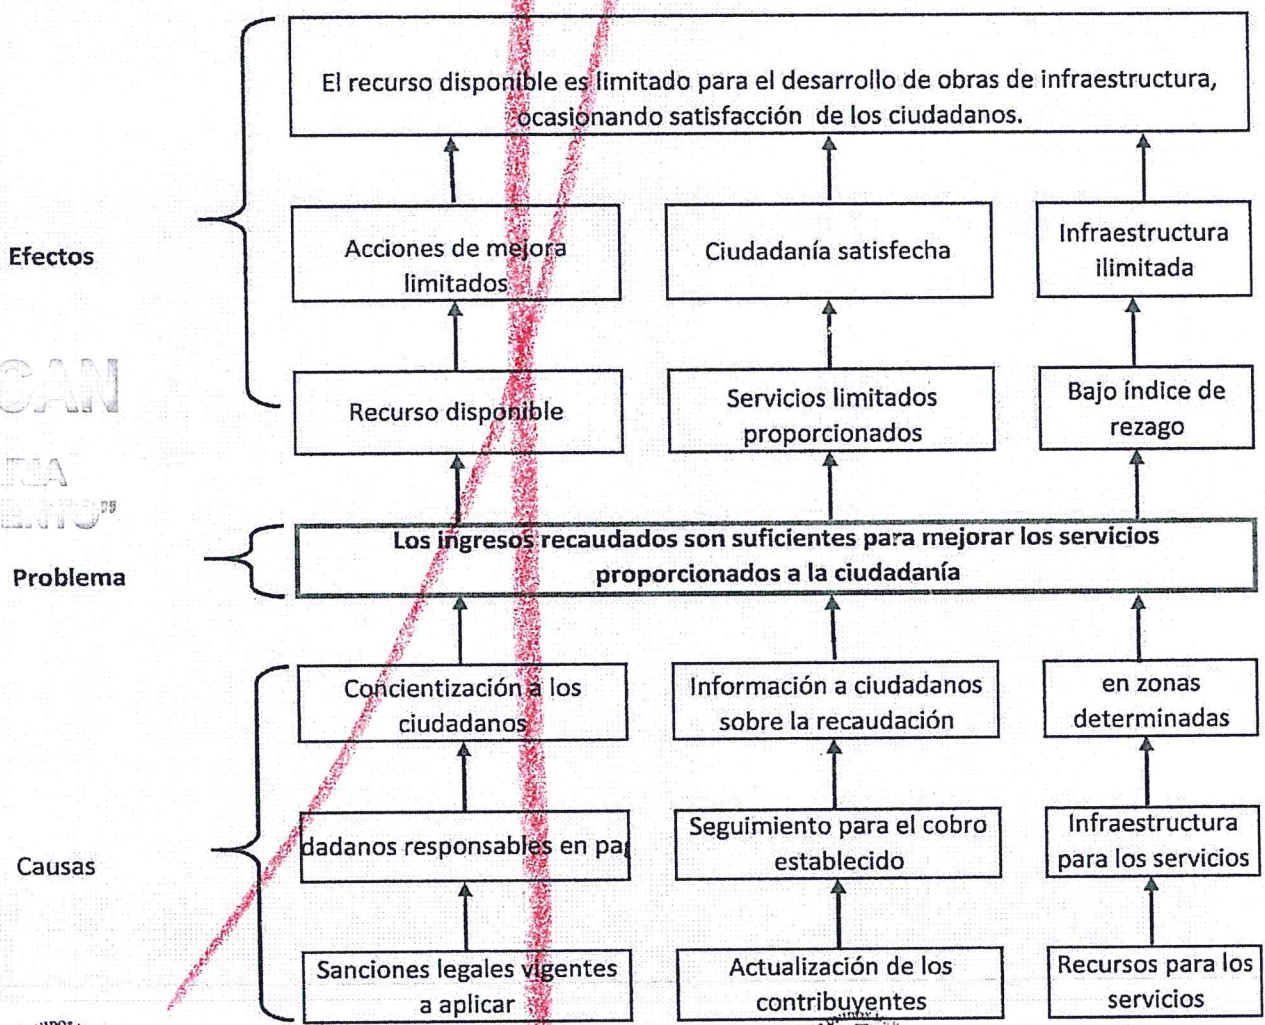 El recurso disponible es limitado para el desarrollo de obras de infraestructura,
ocasionando satisfacción de los ciudadanos.
Efectos
Acciones de mejora
limitados
Ciudadanía satisfecha
Infraestructura
ilimitada
Recurso disponible
Servicios limitados
proporcionados
Bajo índice de
rezago
Problema
Los ingresos recaudados son suficientes para mejorar los servicios
proporcionados a la ciudadanía
Causas
Concientización a los
ciudadanos
Información a ciudadanos
sobre la recaudación
en zonas
determinadas
dadanos responsables en pag
Seguimiento para el cobro
establecido
Infraestructura
para los servicios
Sanciones legales vigentes
a aplicar
Actualización de los
contribuyentes
Recursos para los
servicios